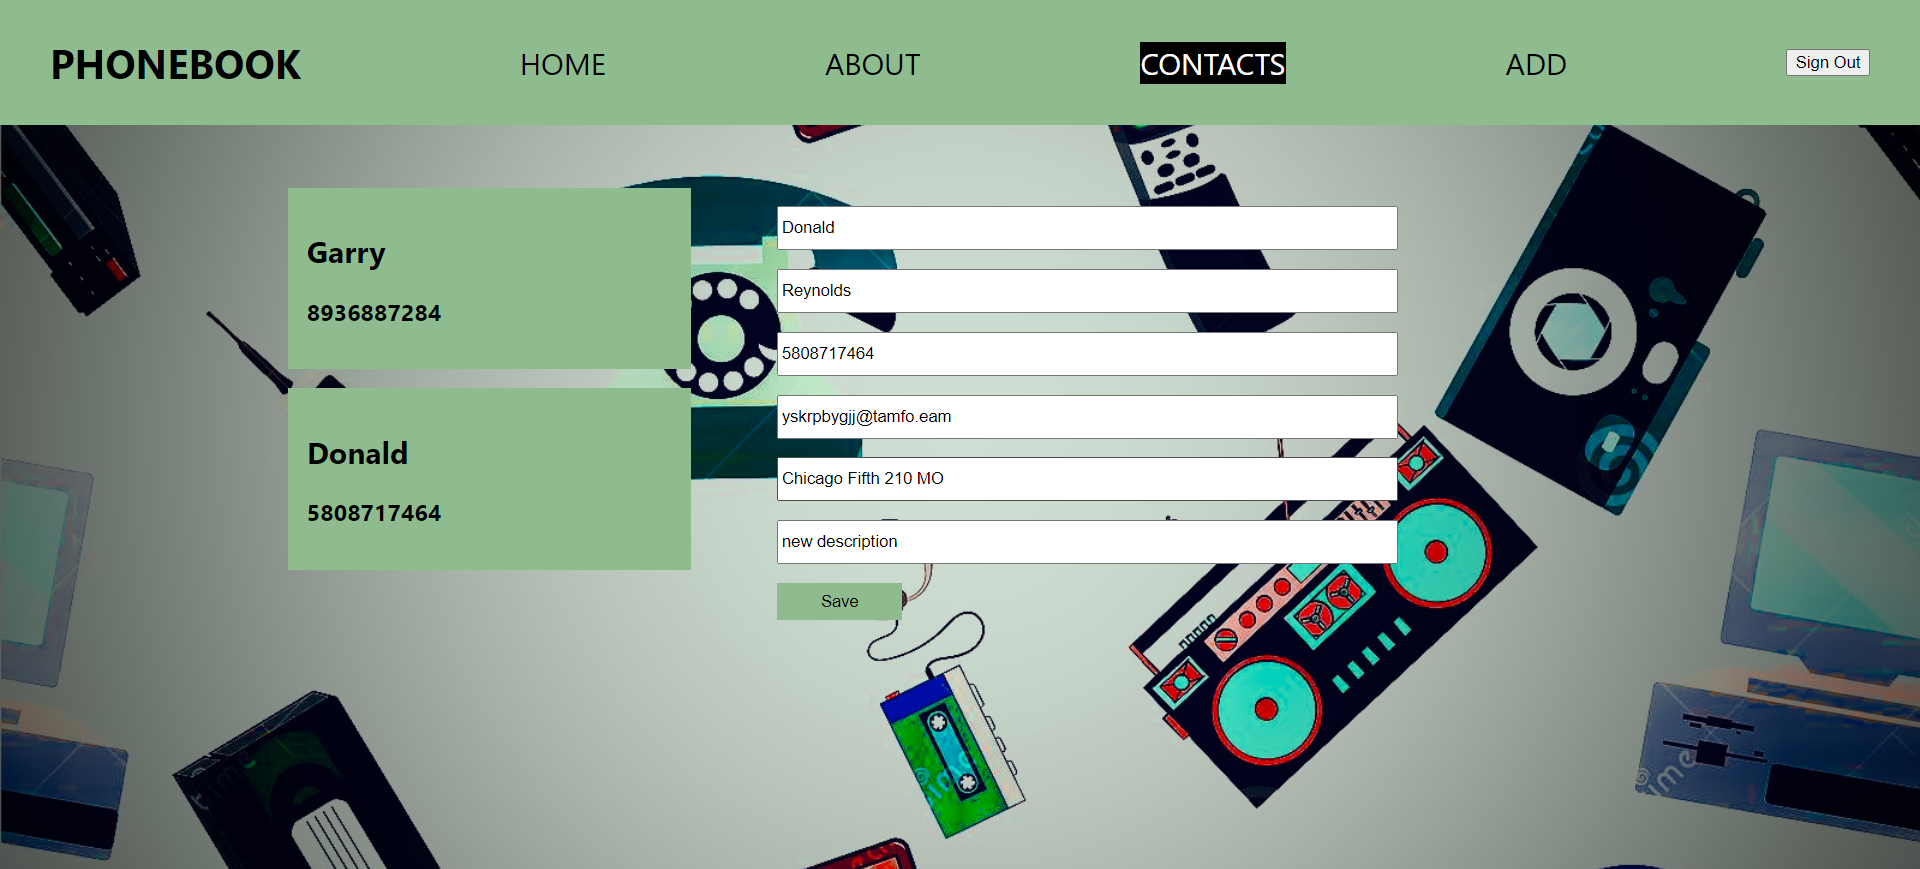 PHONEBOOK HOME ABOUT CONTACTS ADD Sign Out
Garry
8936887284
Donald
5808717464
Donald
Reynolds
5808717464
yskrpbygjj@tamfo.eam
Chicago Fifth 210 MO
new description
Save